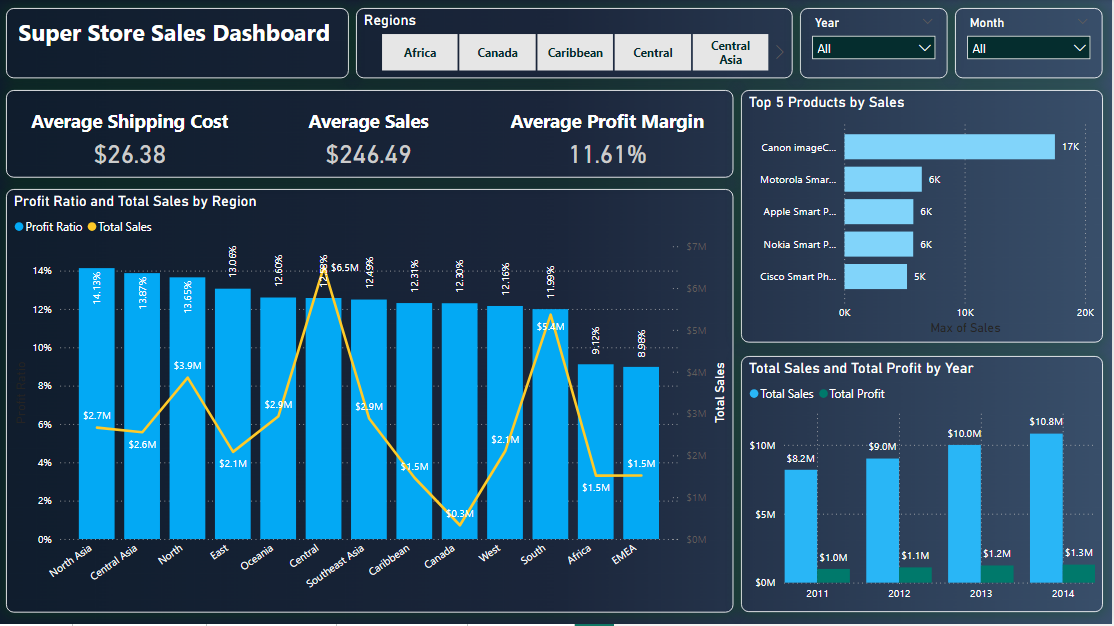 Super Store Sales Dashboard
Regions
Africa
Canada
Caribbean
Central
Central
Asia
Year
All
Month
All
Average Shipping Cost
$26.38
Average Sales
$246.49
Average Profit Margin
11.61%
Profit Ratio and Total Sales by Region
Profit Ratio
Total Sales
Profit Ratio
14%
12%
10%
8%
6%
4%
2%
0%
14.13%
13.87%
13.65%
13.06%
12.60%
12.49%
12.31%
12.30%
12.16%
11.99%
9.12%
8.98%
$2.7M
$2.6M
$3.9M
$2.1M
$2.9M
$6.5M
$2.9M
$1.5M
$0.3M
$2.1M
$5.4M
$1.5M
$1.5M
$7M
$6M
$5M
$4M
$3M
$2M
$1M
$0M
Total Sales
North Asia
Central Asia
North
East
Oceania
Central
Southeast Asia
Caribbean
Canada
West
South
Africa
EMEA
Top 5 Products by Sales
Canon imageC...
17K
Motorola Smar...
6K
Apple Smart P...
6K
Nokia Smart P...
6K
Cisco Smart Ph...
5K
0K
10K
20K
Max of Sales
Total Sales and Total Profit by Year
Total Sales
Total Profit
$10M
$5M
$0M
$8.2M
$1.0M
$9.0M
$1.1M
$10.0M
$1.2M
$10.8M
$1.3M
2011
2012
2013
2014